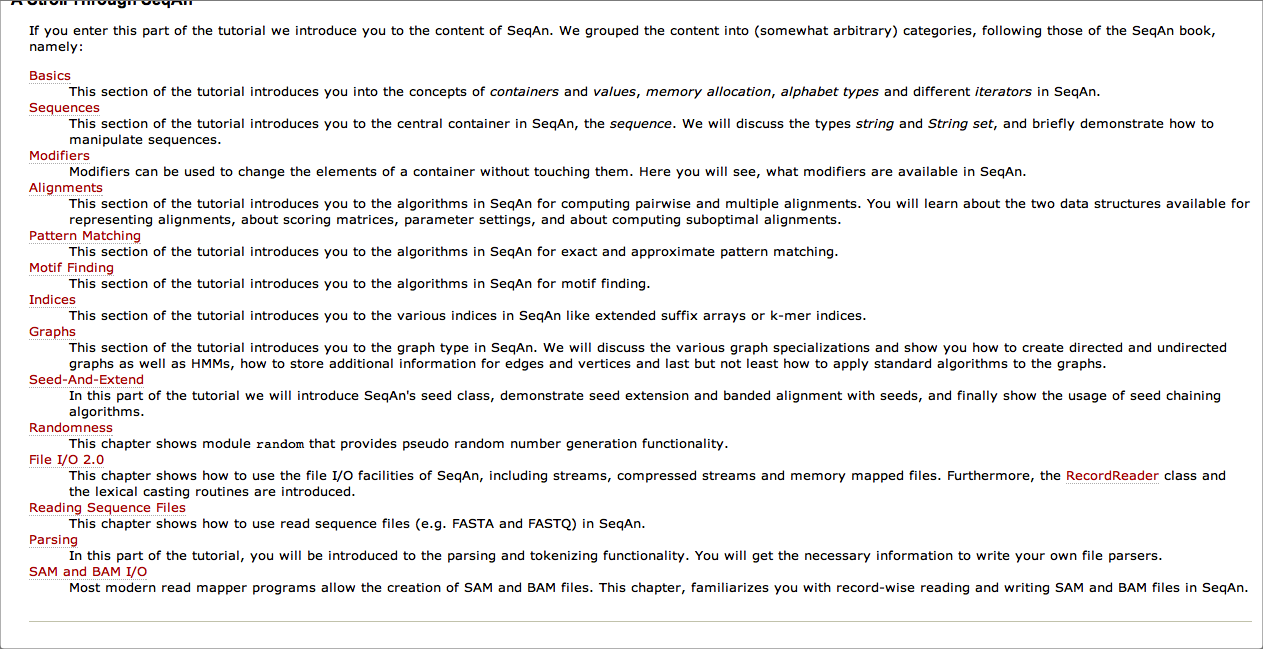 A Stroll Through SeqAn
If you enter this part of the tutorial we introduce you to the content of SeqAn. We grouped the content into (somewhat arbitrary) categories, following those of the SeqAn book,
namely:
Basics
This section of the tutorial introduces you into the concepts of containers and values, memory allocation, alphabet types and different iterators in SeqAn.
Sequences
This section of the tutorial introduces you to the central container in SeqAn, the sequence. We will discuss the types string and String set, and briefly demonstrate how to
manipulate sequences.
Modifiers
Modifiers can be used to change the elements of a container without touching them. Here you will see, what modifiers are available in SeqAn.
Alignments
This section of the tutorial introduces you to the algorithms in SeqAn for computing pairwise and multiple alignments. You will learn about the two data structures available for
representing alignments, about scoring matrices, parameter settings, and about computing suboptimal alignments.
Pattern Matching
This section of the tutorial introduces you to the algorithms in SeqAn for exact and approximate pattern matching.
Motif Finding
This section of the tutorial introduces you to the algorithms in SeqAn for motif finding.
Indices
This section of the tutorial introduces you to the various indices in SeqAn like extended suffix arrays or k-mer indices.
Graphs
This section of the tutorial introduces you to the graph type in SeqAn. We will discuss the various graph specializations and show you how to create directed and undirected
graphs as well as HMMs, how to store additional information for edges and vertices and last but not least how to apply standard algorithms to the graphs.
Seed-And-Extend
In this part of the tutorial we will introduce SeqAn's seed class, demonstrate seed extension and banded alignment with seeds, and finally show the usage of seed chaining
algorithms.
Randomness
This chapter shows module random that provides pseudo random number generation functionality.
File I/O 2.0
This chapter shows how to use the file I/O facilities of SeqAn, including streams, compressed streams and memory mapped files. Furthermore, the RecordReader class and
the lexical casting routines are introduced.
Reading Sequence Files
This chapter shows how to use read sequence files (e.g. FASTA and FASTQ) in SeqAn.
Parsing
In this part of the tutorial, you will be introduced to the parsing and tokenizing functionality. You will get the necessary information to write your own file parsers.
SAM and BAM I/O
Most modern read mapper programs allow the creation of SAM and BAM files. This chapter, familiarizes you with record-wise reading and writing SAM and BAM files in SeqAn.